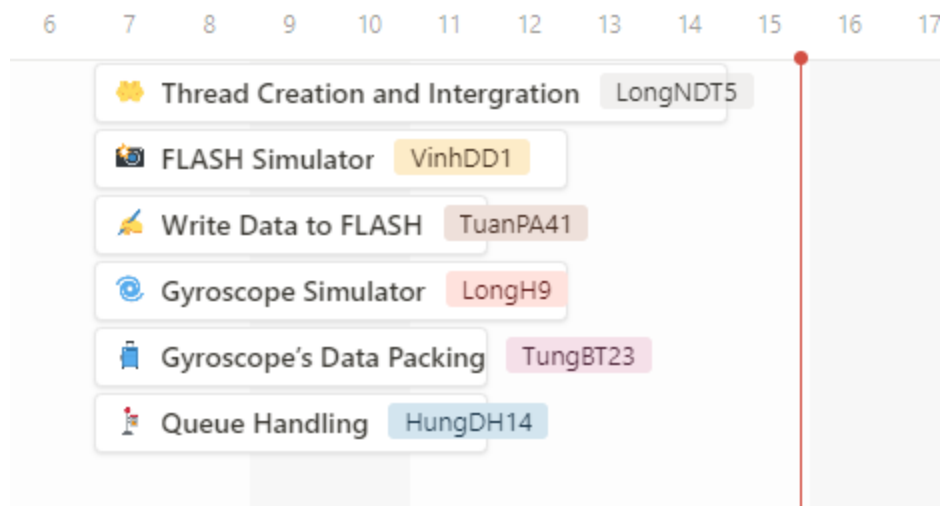 6 7 8 9 10 11 12 13 14 15 16 17
Thread Creation and Intergration LongNDT5
FLASH Simulator VinhDD1
Write Data to FLASH TuanPA41
Gyroscope Simulator LongH9
Gyroscope's Data Packing TungBT23
Queue Handling HungDH14